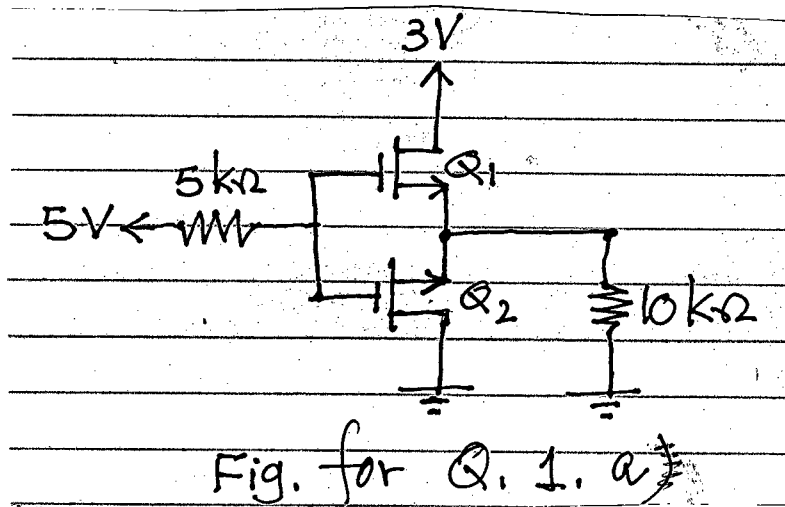 3V
Q1
5kΩ
5V
Q2
10kΩ
Fig. for Q. 1. a)